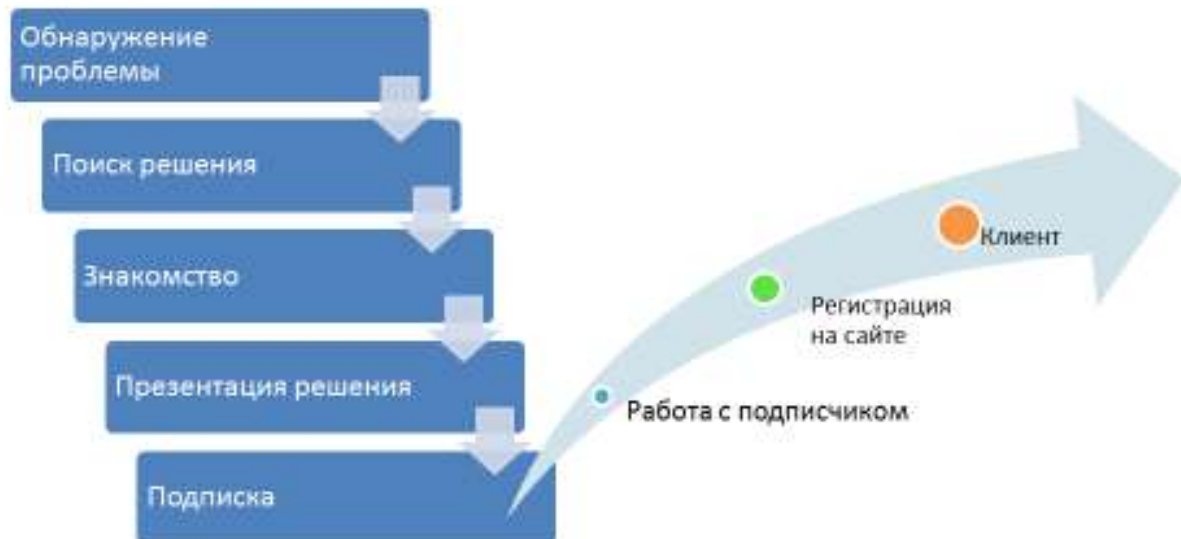 Обнаружение
проблемы
Поиск решения
Знакомство
Презентация решения
Подписка
Работа с подписчиком
Регистрация
на сайте
Клиент